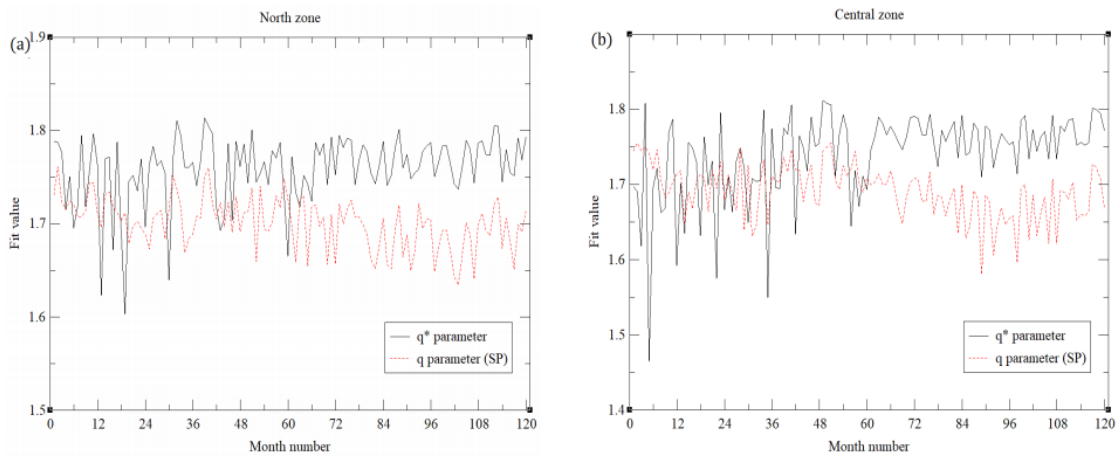 North zone
(a)
1.9
1.8
1.7
1.6
1.5
Fit value
q* parameter
q parameter (SP)
0 12 24 36 48 60 72 84 96 108 120
Month number
Central zone
(b)
1.8
1.7
1.6
1.5
1.4
Fit value
q* parameter
q parameter (SP)
0 12 24 36 48 60 72 84 96 108 120
Month number